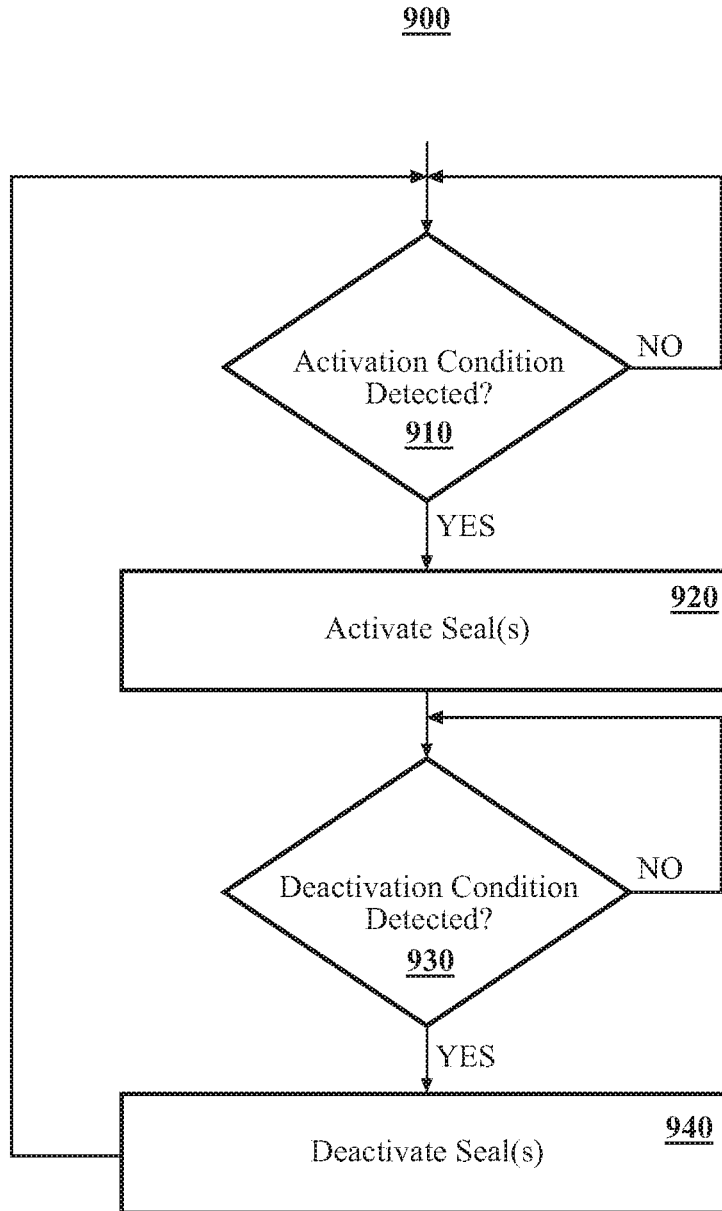 900
Activation Condition
Detected?
910
NO
YES
920
Activate Seal(s)
Deactivation Condition
Detected?
930
NO
YES
940
Deactivate Seal(s)